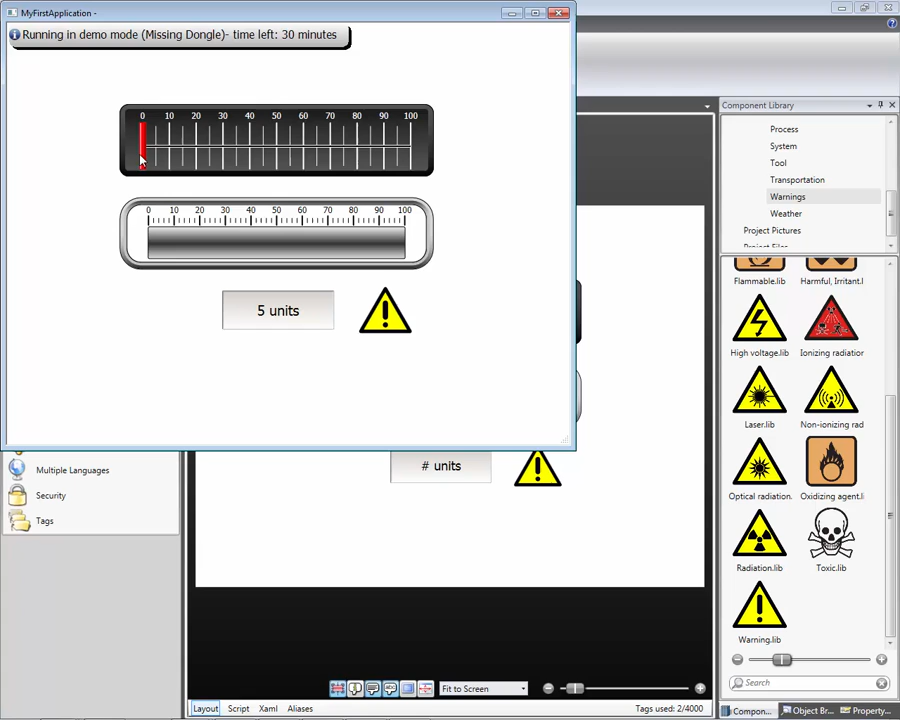 MyFirstApplication -
Running in demo mode (Missing Dongle)- time left: 30 minutes
0 10 20 30 40 50 60 70 80 90 100
0 10 20 30 40 50 60 70 80 90 100
5 units
# units
Multiple Languages
Security
Tags
Component Library
Process
System
Tool
Transportation
Warnings
Weather
Project Pictures
Project Files
Flammable.lib
Harmful, Irritant.l
High voltage.lib
Ionizing radiation
Laser.lib
Non-ionizing rad
Optical radiation.
Oxidizing agent.li
Radiation.lib
Toxic.lib
Warning.lib
Search
Fit to Screen
Layout Script Xaml Aliases
Tags used: 2/4000
Compon... Object Br... Property...